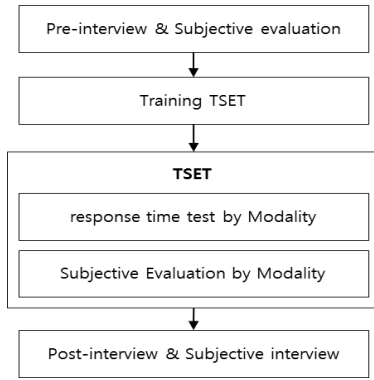 Pre-interview & Subjective evaluation
Training TSET
TSET
response time test by Modality
Subjective Evaluation by Modality
Post-interview & Subjective interview